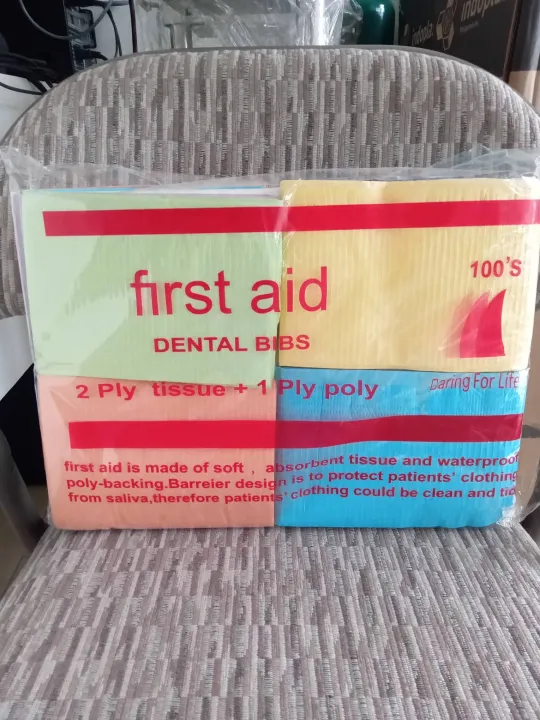 first aid
100'S
DENTAL BIBS
2 Ply tissue + 1 Ply poly
Caring For Life
first aid is made of soft , absorbent tissue and waterproof
poly-backing.Barreier design is to protect patients' clothing
from saliva,therefore patients' clothing could be clean and